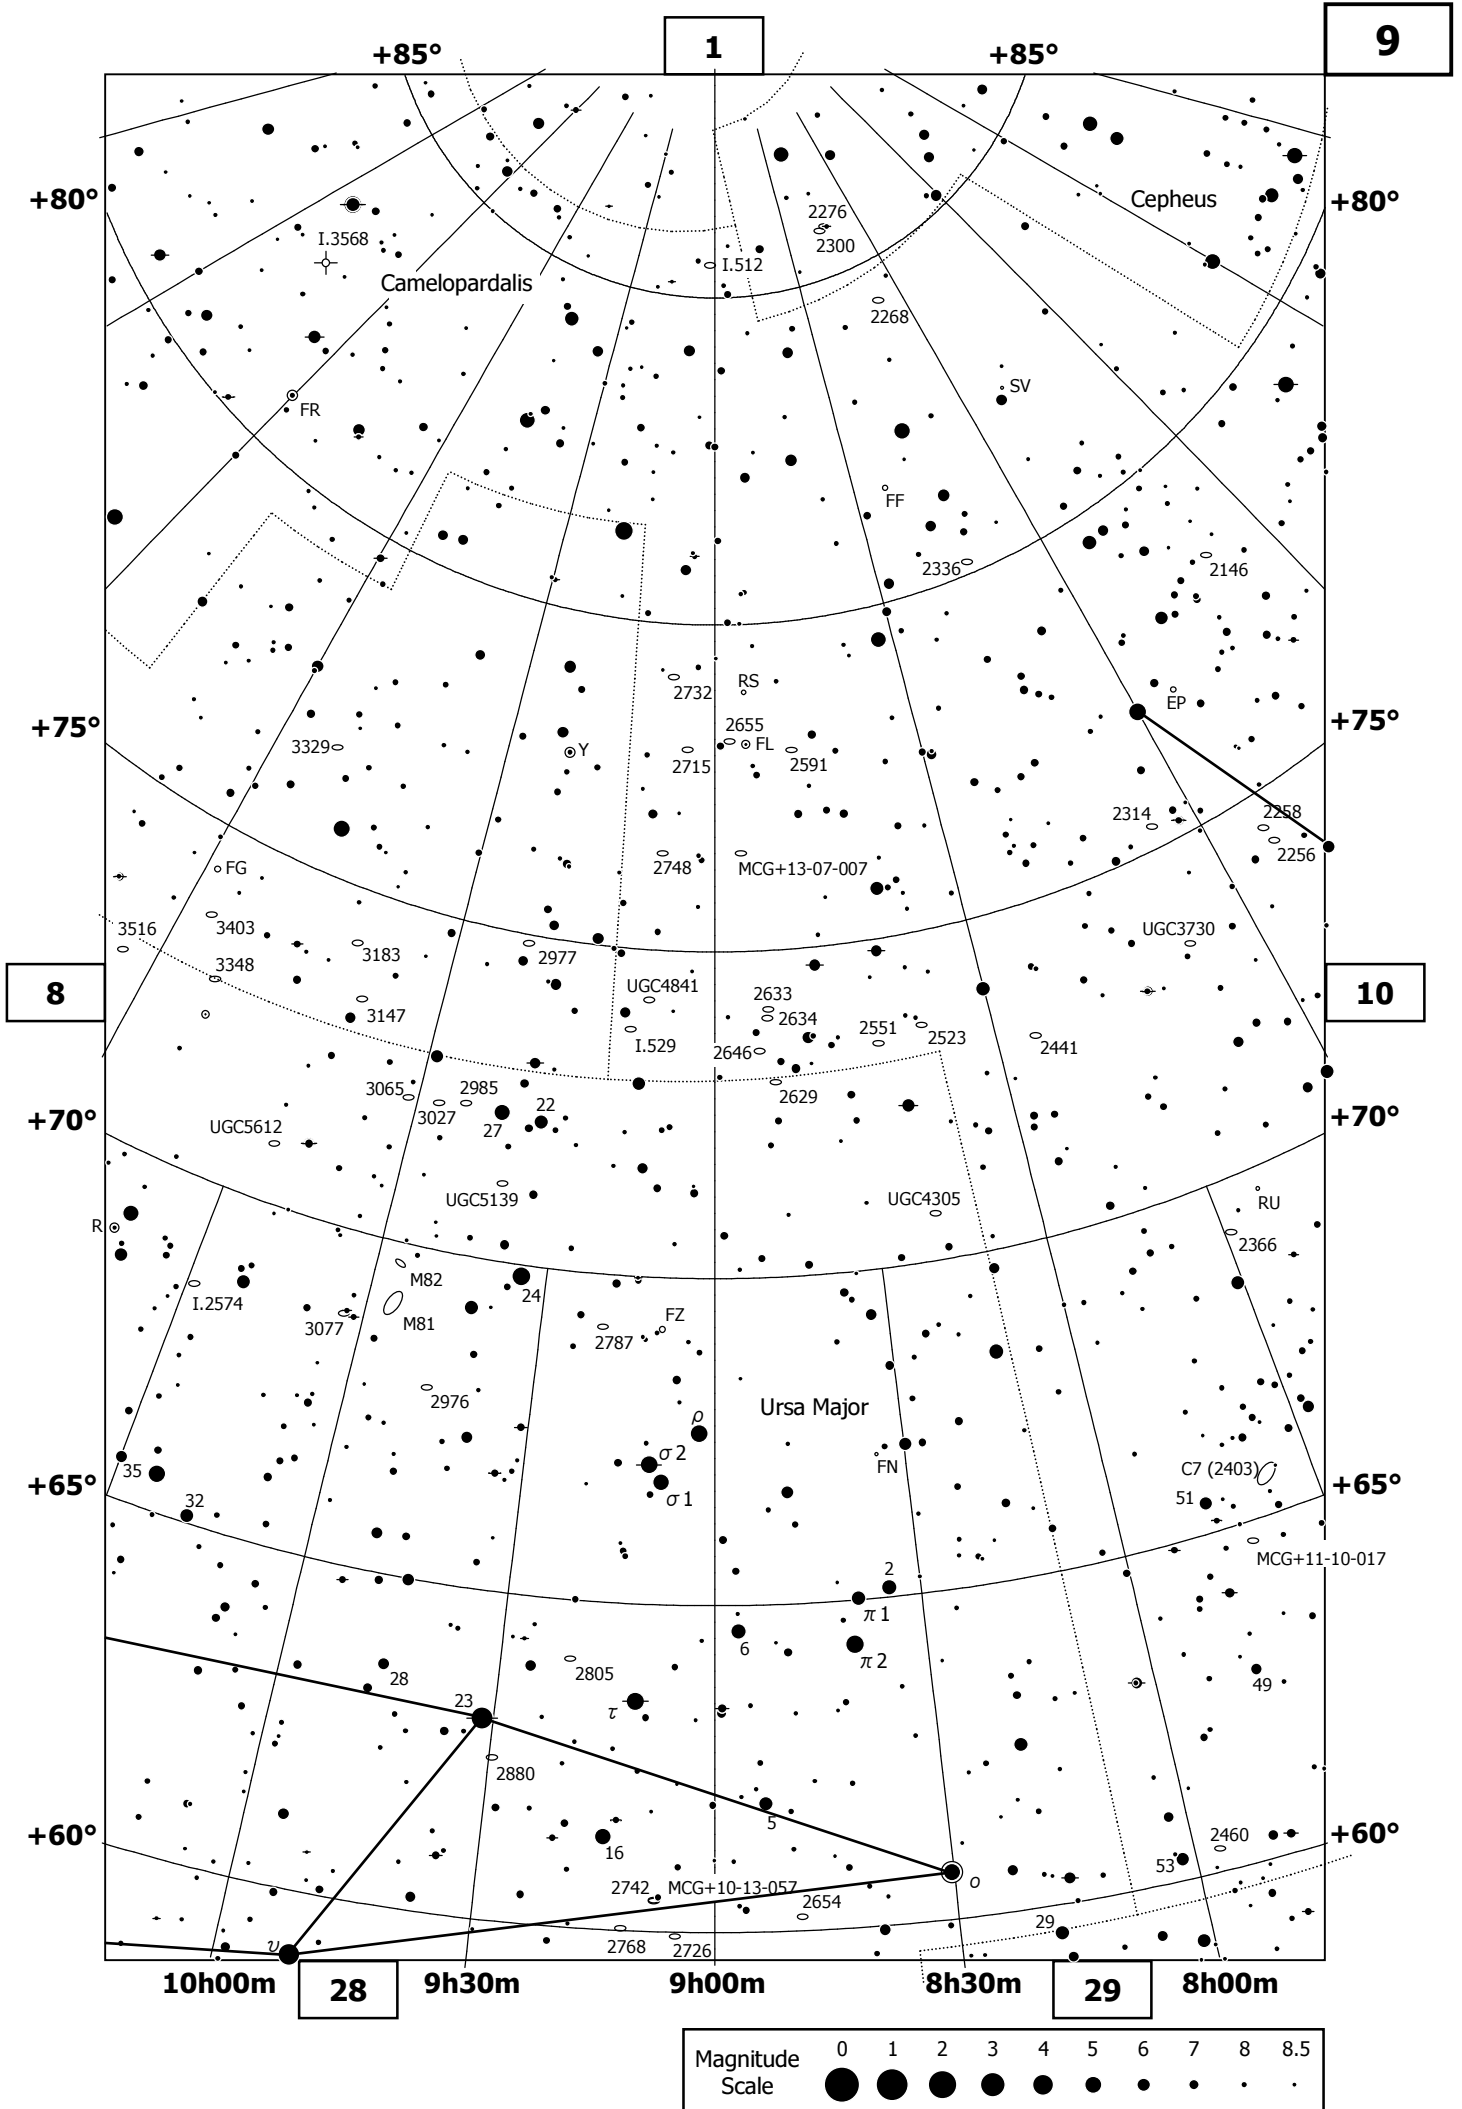 1
9
+85°
+85°
+80°
+80°
Cepheus
2276
2300
I.3568
I.512
Camelopardalis
2268
SV
FR
FF
2336
2146
RS
2732
EP
+75°
+75°
2655
3329
Y
FL
2715
2591
2314
2258
2256
2748
MCG+13-07-007
FG
3516
3403
UGC3730
3183
2977
3348
8
10
UGC4841
2633
3147
2634
2551
2523
I.529
2646
2441
3065
2985
2629
3027
22
27
+70°
+70°
UGC5612
UGC5139
UGC4305
RU
R
2366
M82
I.2574
24
M81
3077
FZ
2787
2976
Ursa Major
ρ
σ 2
35
FN
C7 (2403)
+65°
+65°
σ 1
51
32
MCG+11-10-017
2
π 1
6
π 2
2805
28
49
23
τ
2880
5
16
+60°
+60°
2460
53
2742
MCG+10-13-057
o
2654
29
υ
2768
2726
10h00m
28
9h30m
9h00m
8h30m
29
8h00m
Magnitude
Scale
0 1 2 3 4 5 6 7 8 8.5